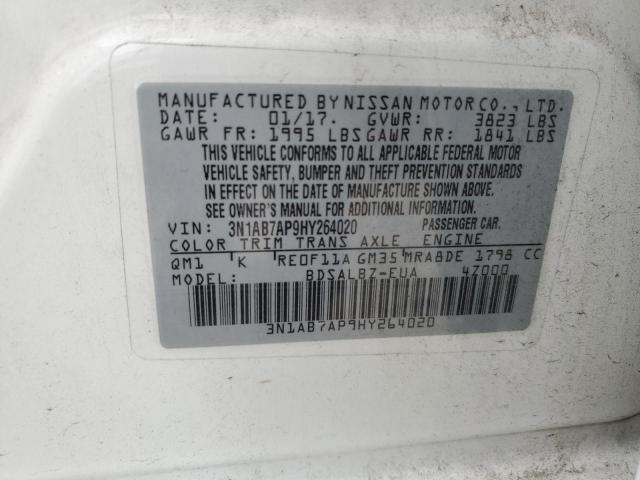 MANUFACTURED BY NISSAN MOTOR CO., LTD.
DATE: 01/17. GVWR: 3823 LBS
GAWR FR: 1995 LBS GAWR RR: 1841 LBS
THIS VEHICLE CONFORMS TO ALL APPLICABLE FEDERAL MOTOR
VEHICLE SAFETY, BUMPER AND THEFT PREVENTION STANDARDS
IN EFFECT ON THE DATE OF MANUFACTURE SHOWN ABOVE.
SEE OWNER'S MANUAL FOR ADDITIONAL INFORMATION.
VIN: 3N1AB7AP9HY264020 PASSENGER CAR.
COLOR TRIM TRANS AXLE ENGINE
QM1 K RE0F11A GM35 MRA8DE 1798 CC
MODEL: BDSALBZ-EUA 4Z000
3N1AB7AP9HY264020